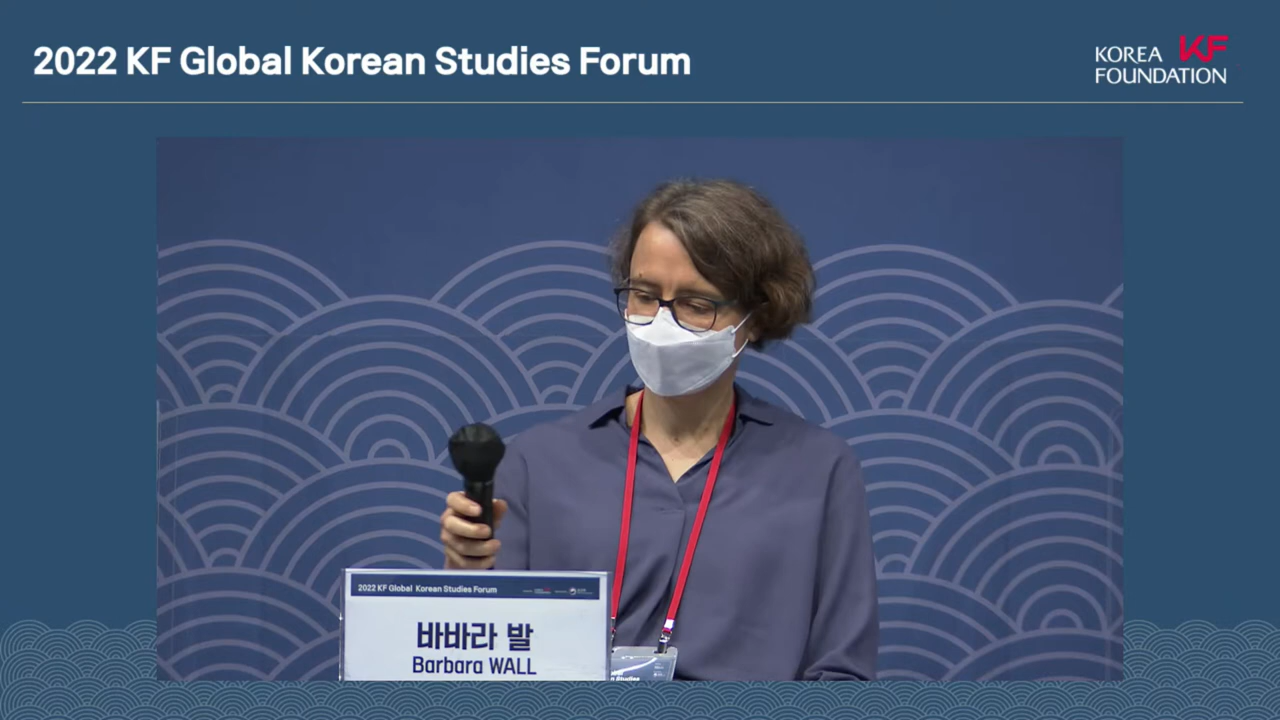 2022 KF Global Korean Studies Forum
KOREA KF
FOUNDATION
2022 KF Global Korean Studies Forum
바바라 발
Barbara WALL
Studies